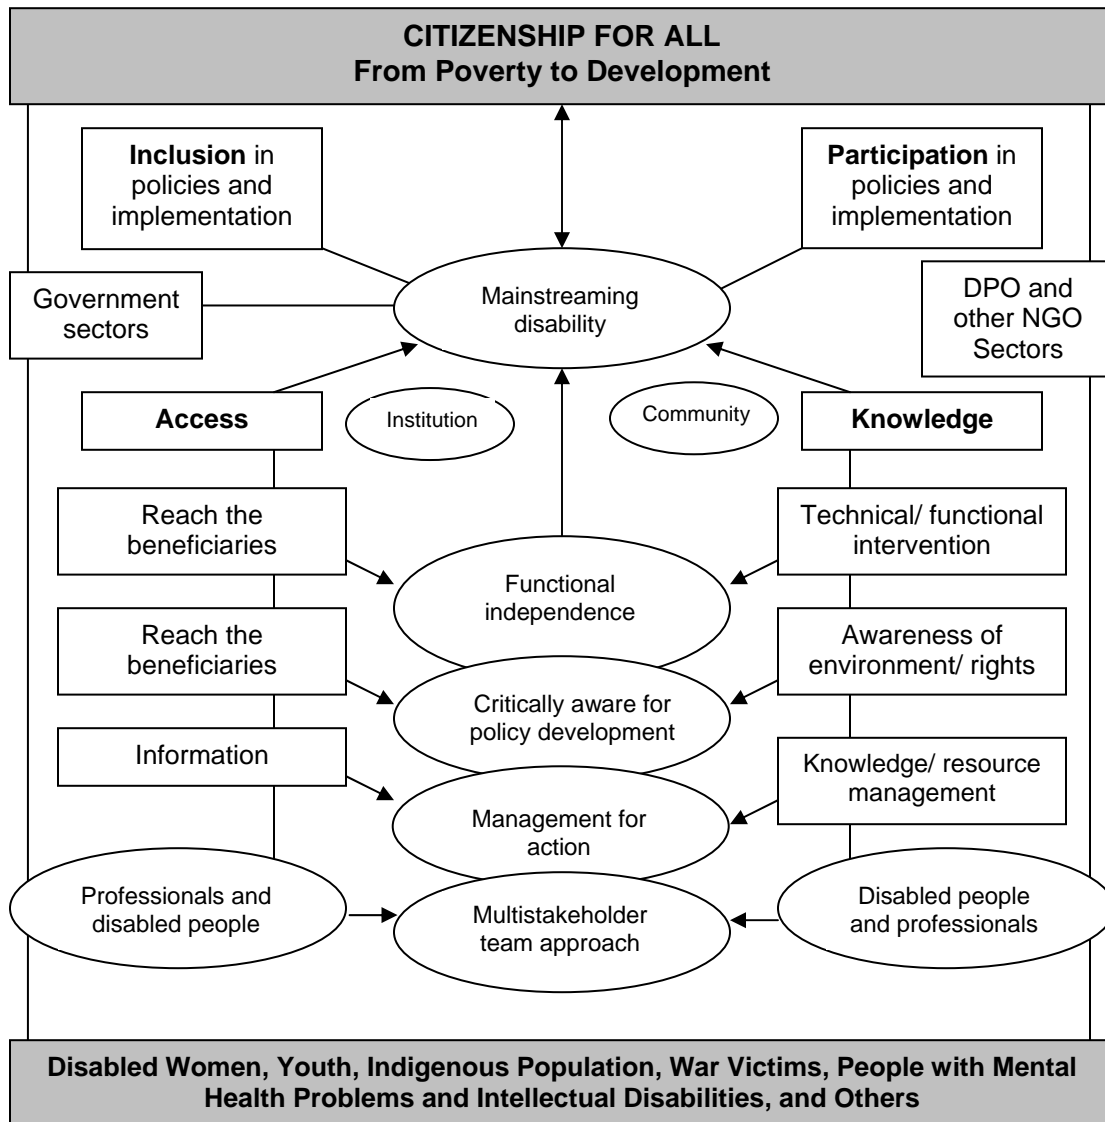 CITIZENSHIP FOR ALL
From Poverty to Development
Inclusion in
policies and
implementation
Participation in
policies and
implementation
Government
sectors
Mainstreaming
disability
DPO and
other NGO
Sectors
Access
Institution
Community
Knowledge
Reach the
beneficiaries
Functional
independence
Technical/ functional
intervention
Reach the
beneficiaries
Critically aware for
policy development
Awareness of
environment/ rights
Information
Management for
action
Knowledge/ resource
management
Professionals and
disabled people
Multistakeholder
team approach
Disabled people
and professionals
Disabled Women, Youth, Indigenous Population, War Victims, People with Mental
Health Problems and Intellectual Disabilities, and Others